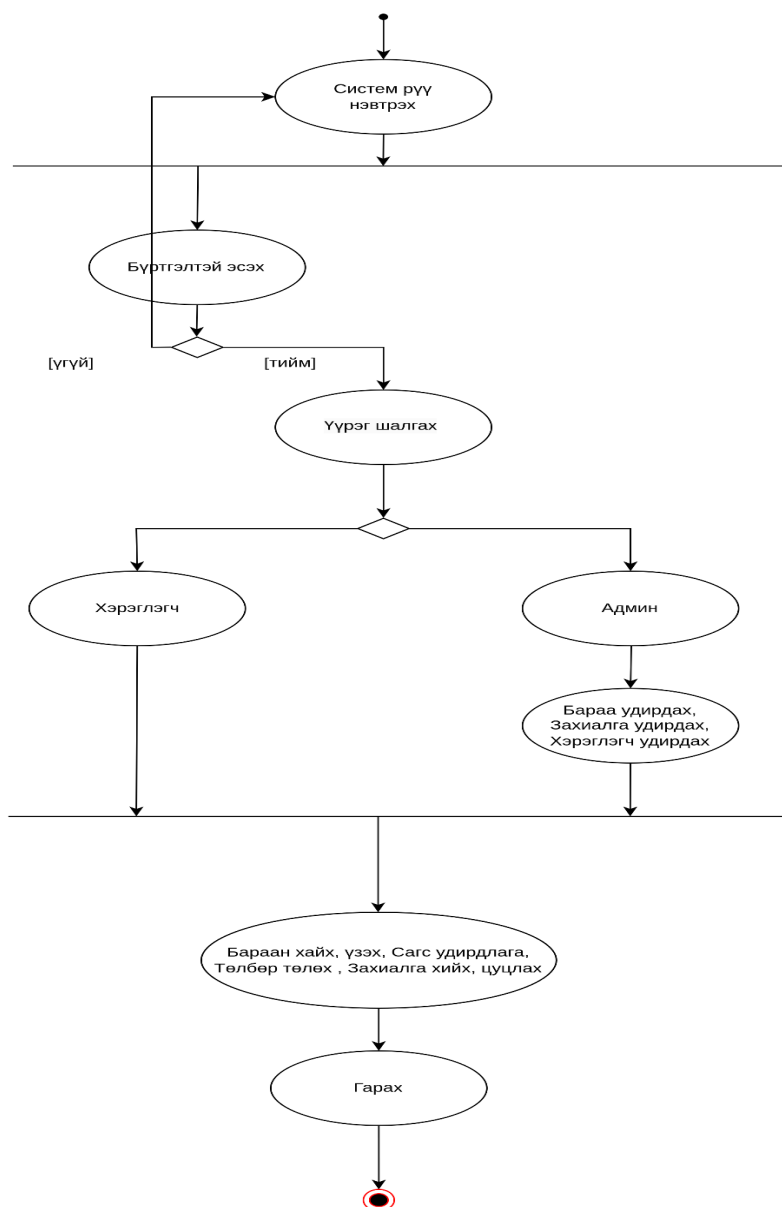 Систем рүү
нэвтрэх
Бүртгэлтэй эсэх
[үгүй]
[тийм]
Үүрэг шалгах
Хэрэглэгч
Админ
Бараа удирдах,
Захиалга удирдах,
Хэрэглэгч удирдах
Бараан хайх, үзэх, Сагс удирдлага,
Төлбөр төлөх , Захиалга хийх, цуцлах
Гарах